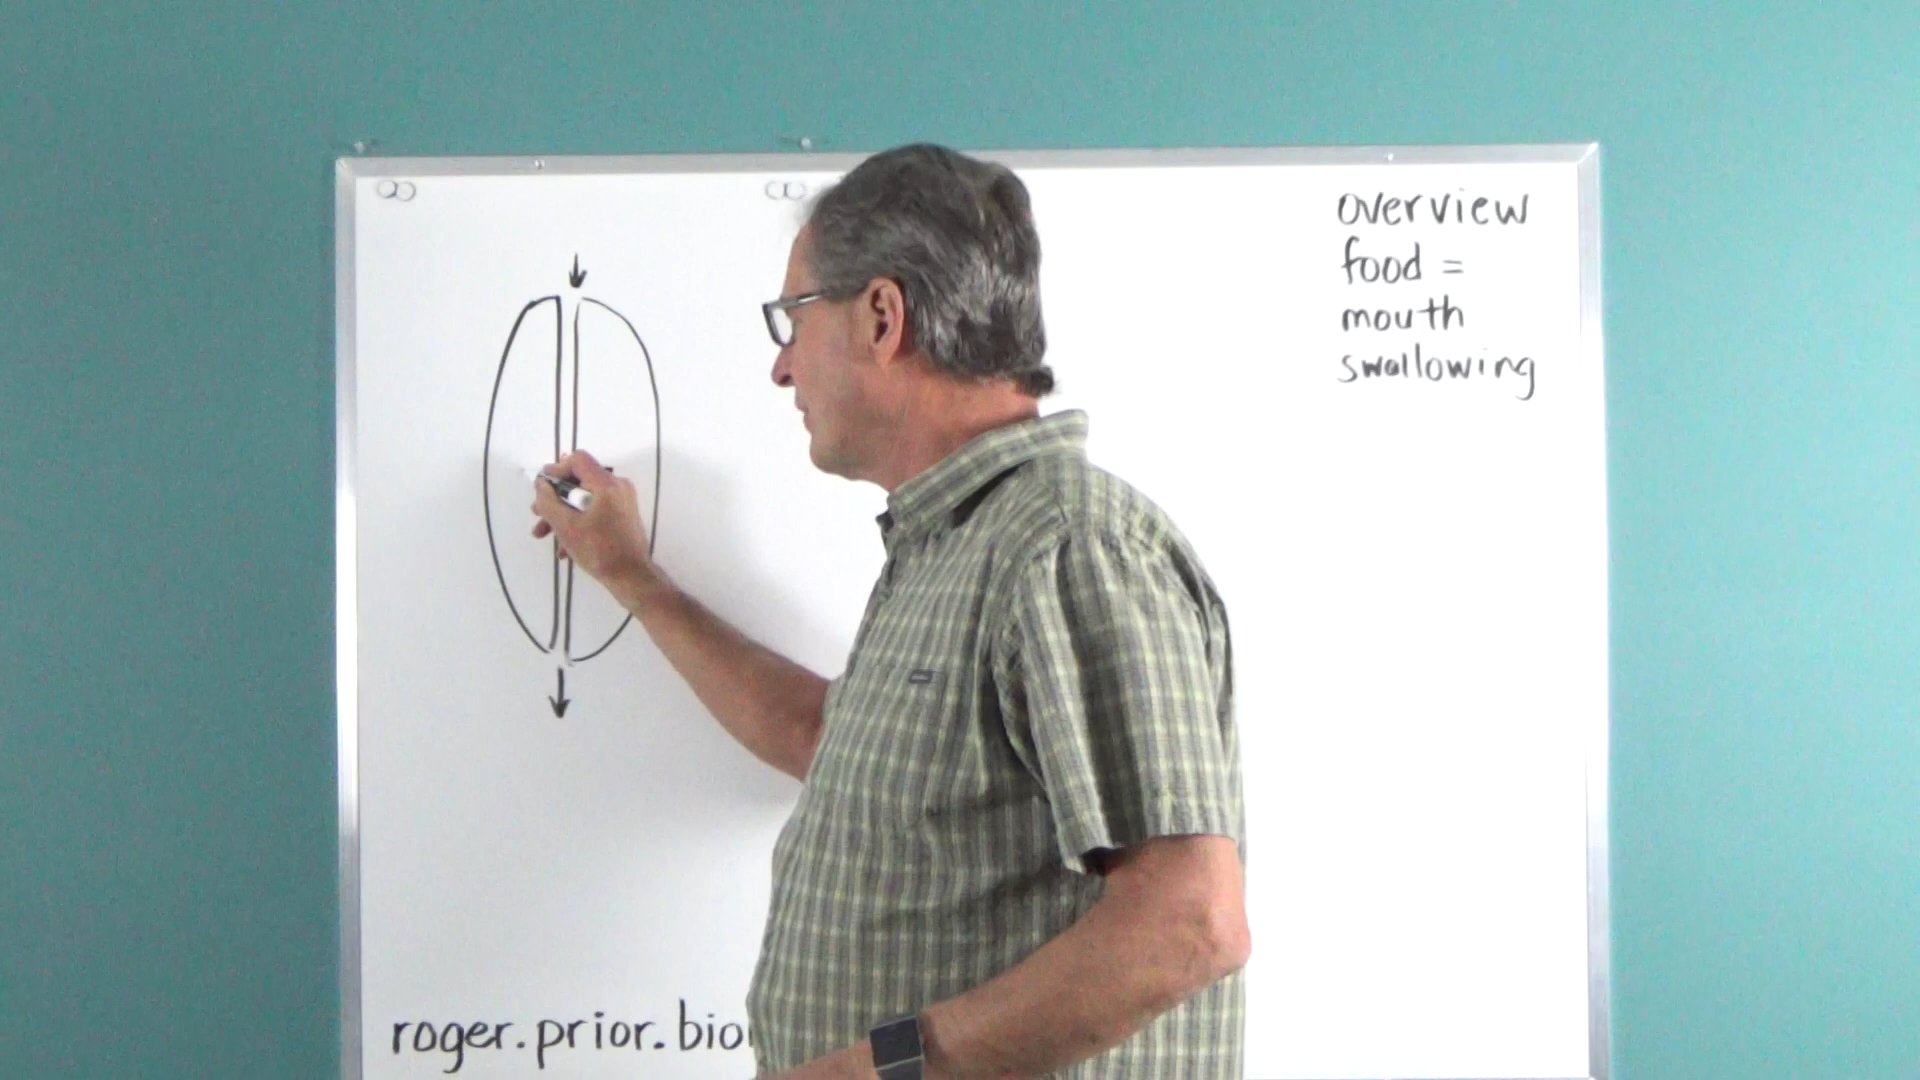 overview
food =
mouth
swallowing
roger.prior.bio